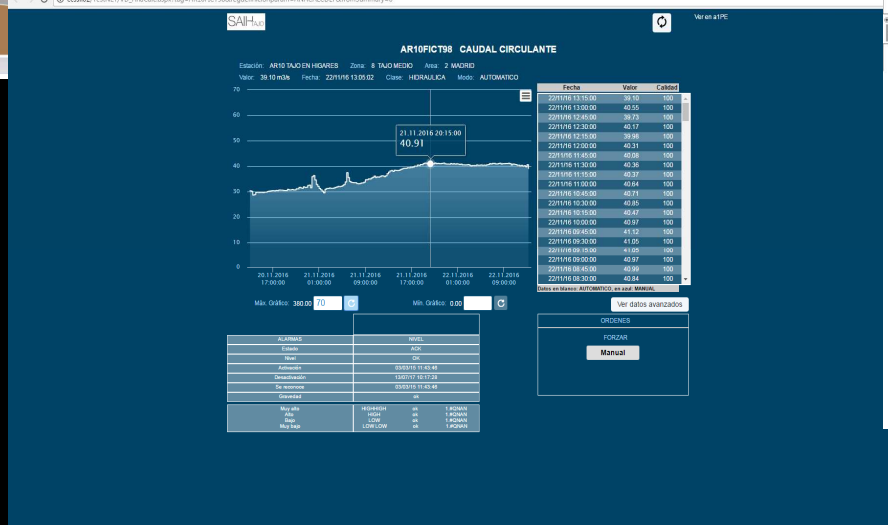 SAIH TAJO
Ver en a1PE
AR10FICT98 CAUDAL CIRCULANTE
Estación: AR10 TAJO EN HIGARES Zona: 8 TAJO MEDIO Area: 2 MADRID
Valor: 39.10 m3/s Fecha: 22/11/16 13:05:02 Clase: HIDRAULICA Modo: AUTOMATICO
70
60
50
40
30
20
10
0
21.11.2016 20:15:00
40.91
20.11.2016 17:00:00
21.11.2016 01:00:00
21.11.2016 09:00:00
21.11.2016 17:00:00
22.11.2016 01:00:00
22.11.2016 09:00:00
Fecha Valor Calidad
22/11/16 13:15:00 39.10 100
22/11/16 13:00:00 40.55 100
22/11/16 12:45:00 39.73 100
22/11/16 12:30:00 40.17 100
22/11/16 12:15:00 39.96 100
22/11/16 12:00:00 40.31 100
22/11/16 11:45:00 40.08 100
22/11/16 11:30:00 40.36 100
22/11/16 11:15:00 40.37 100
22/11/16 11:00:00 40.64 100
22/11/16 10:45:00 40.71 100
22/11/16 10:30:00 40.85 100
22/11/16 10:15:00 40.47 100
22/11/16 10:00:00 40.97 100
22/11/16 09:45:00 41.12 100
22/11/16 09:30:00 41.05 100
22/11/16 09:15:00 41.05 100
22/11/16 09:00:00 40.97 100
22/11/16 08:45:00 40.99 100
22/11/16 08:30:00 40.84 100
Datos en blanco: AUTOMATICO, en azul: MANUAL
Máx. Gráfico: 380.00 70
Mín. Gráfico: 0.00
Ver datos avanzados
ORDENES
FORZAR
Manual
ALARMAS NIVEL
Estado ACK
Nivel OK
Activación 03/03/15 11:43:46
Desactivación 13/07/17 10:17:28
Se reconoce 03/03/15 11:43:46
Gravedad ok
Muy alto HIGHHIGH ok 1.#QNAN
Alto HIGH ok 1.#QNAN
Bajo LOW ok 1.#QNAN
Muy bajo LOW LOW ok 1.#QNAN